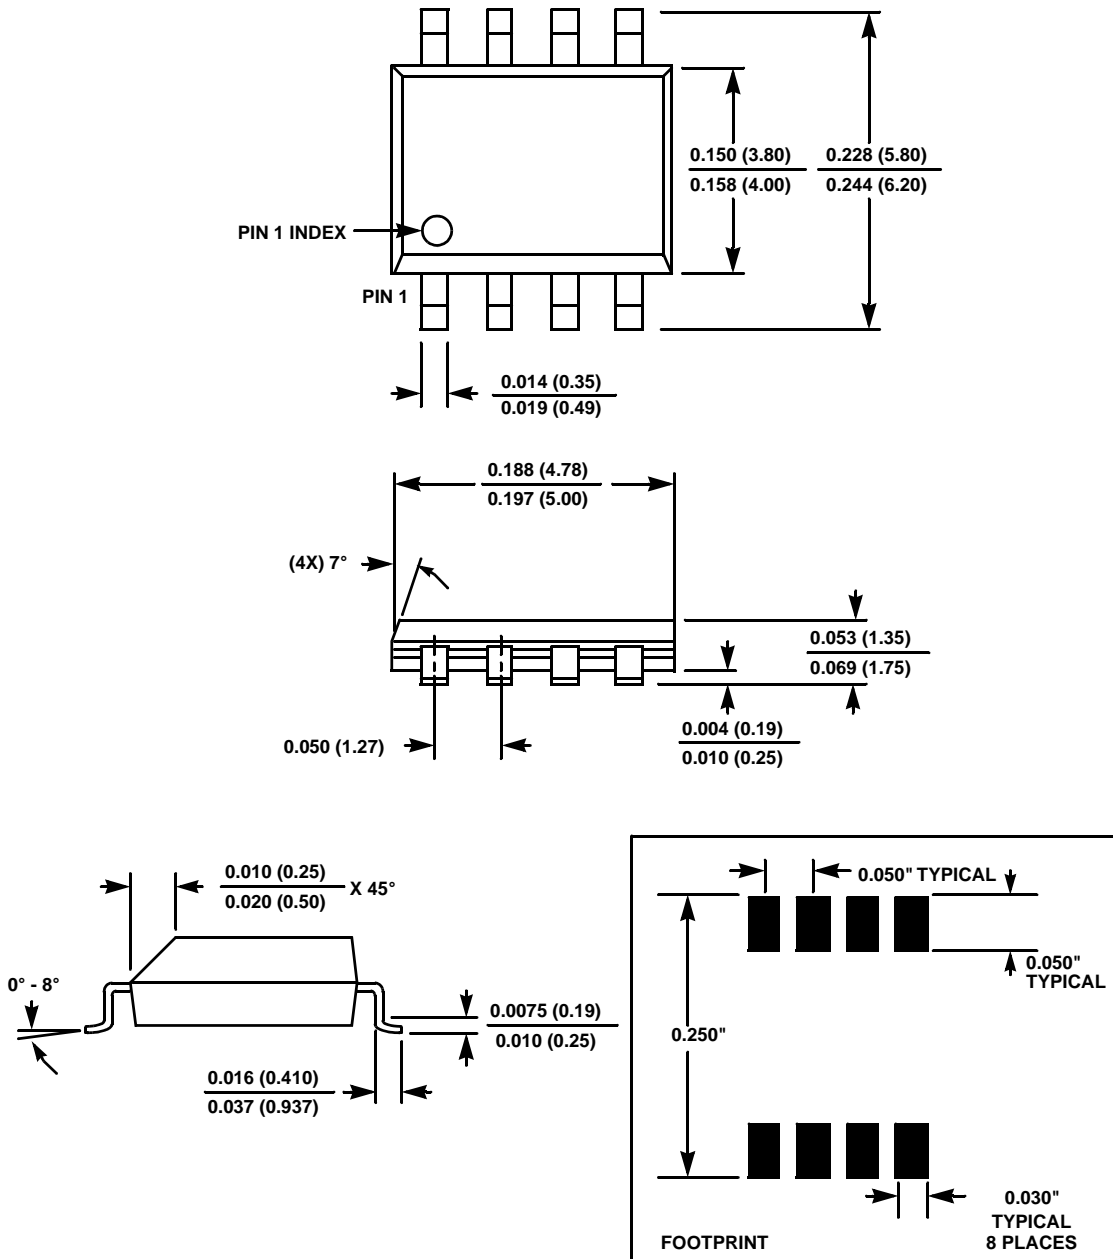 0.150 (3.80)
0.158 (4.00)
0.228 (5.80)
0.244 (6.20)
PIN 1 INDEX
PIN 1
0.014 (0.35)
0.019 (0.49)
0.188 (4.78)
0.197 (5.00)
(4X) 7°
0.053 (1.35)
0.069 (1.75)
0.004 (0.19)
0.010 (0.25)
0.050 (1.27)
0.010 (0.25)
0.020 (0.50)
X 45°
0° - 8°
0.0075 (0.19)
0.010 (0.25)
0.016 (0.410)
0.037 (0.937)
0.050" TYPICAL
0.050"
TYPICAL
0.250"
0.030"
TYPICAL
8 PLACES
FOOTPRINT